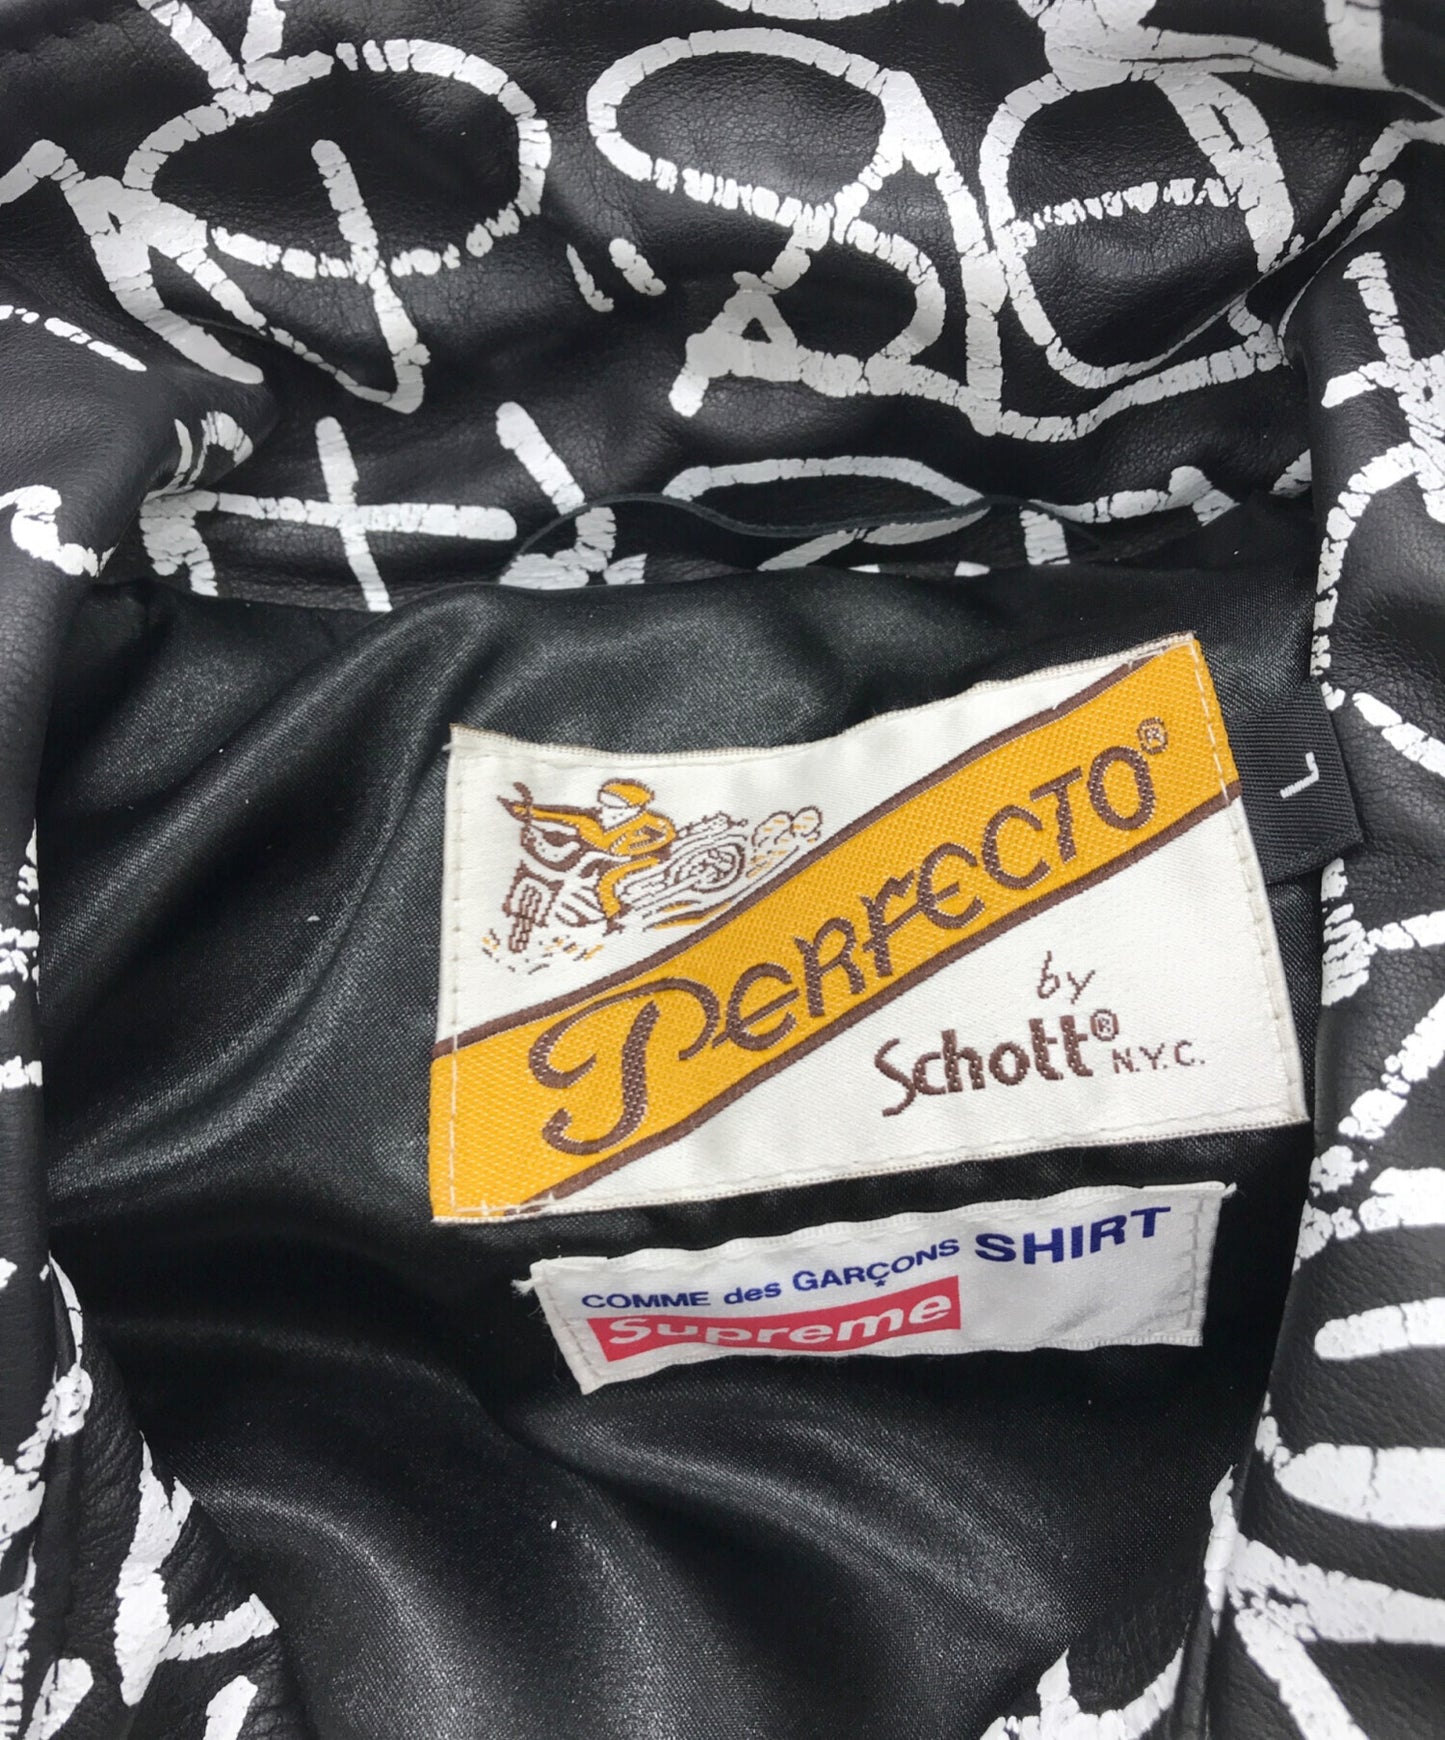 PERFECTO®
by
Schott® N.Y.C.
L
COMME des GARÇONS SHIRT
Supreme